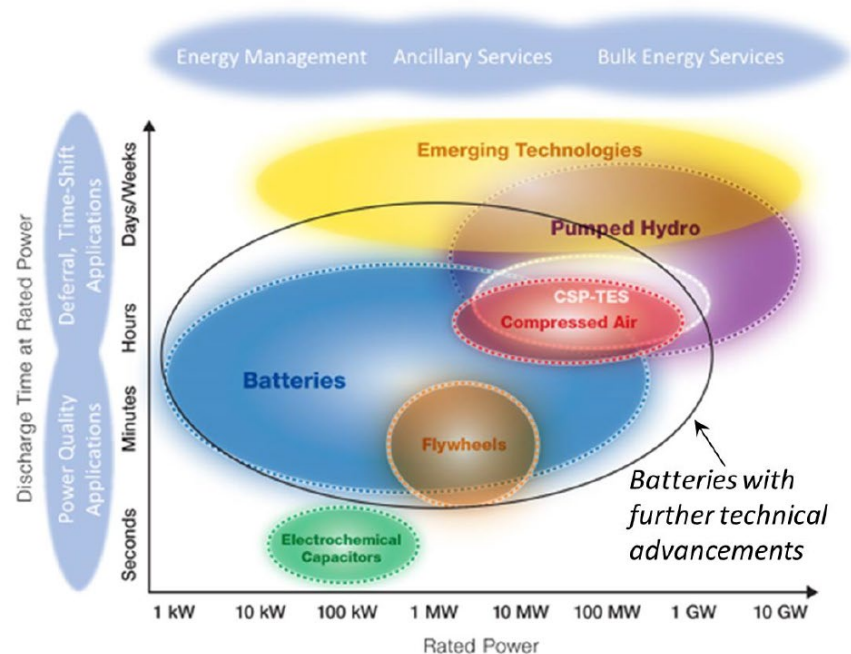 Energy Management Ancillary Services Bulk Energy Services
Discharge Time at Rated Power
Deferral, Time-Shift
Applications
Power Quality
Applications
Days/Weeks
Hours
Minutes
Seconds
Emerging Technologies
Pumped Hydro
CSP-TES
Compressed Air
Batteries
Flywheels
Electrochemical
Capacitors
Batteries with
further technical
advancements
1 kW 10 kW 100 kW 1 MW 10 MW 100 MW 1 GW 10 GW
Rated Power